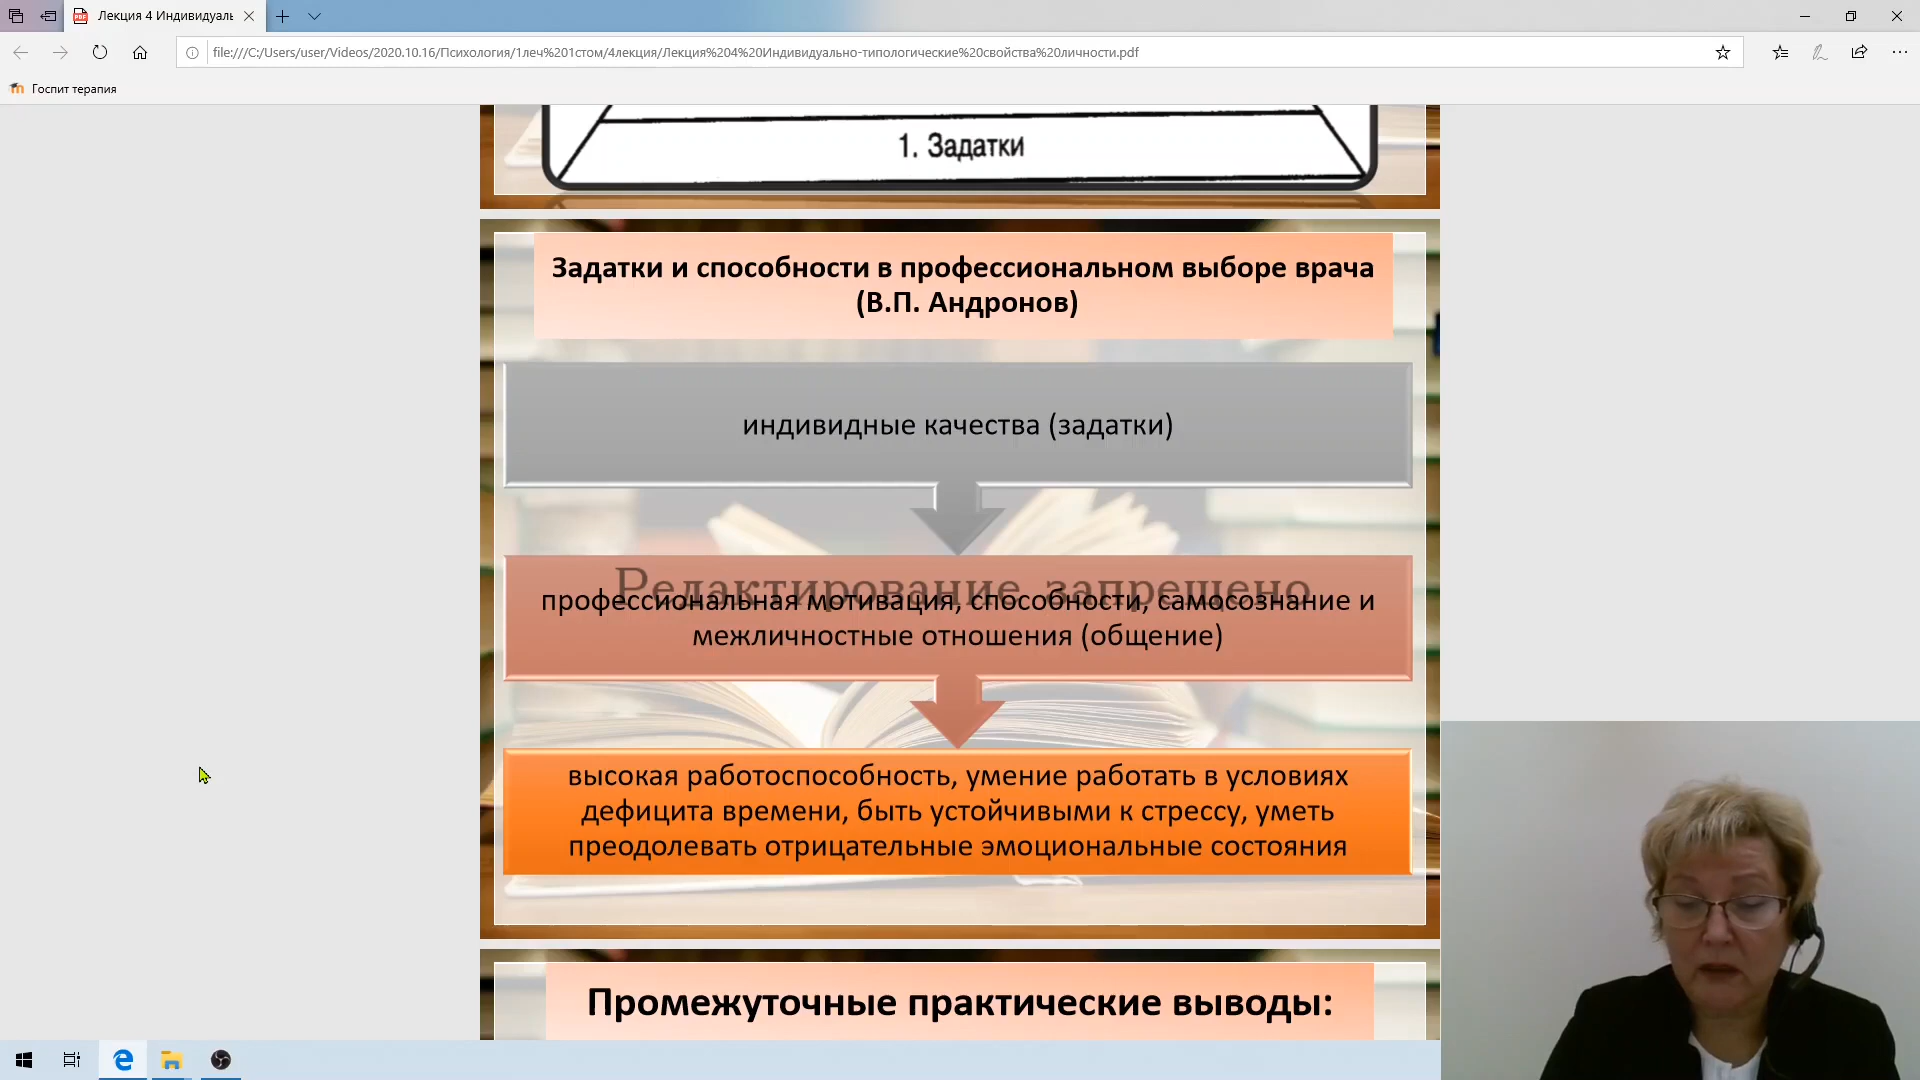 Лекция 4 Индивидуаль
file:///C:/Users/user/Videos/2020.10.16/Психология/1леч%201стом/4лекция/Лекция%204%20Индивидуально-типологические%20свойства%20личности.pdf
Госпит терапия
1. Задатки
Задатки и способности в профессиональном выборе врача
(В.П. Андронов)
индивидные качества (задатки)
Редактирование запрещено
профессиональная мотивация, способности, самосознание и
межличностные отношения (общение)
высокая работоспособность, умение работать в условиях
дефицита времени, быть устойчивыми к стрессу, уметь
преодолевать отрицательные эмоциональные состояния
Промежуточные практические выводы: